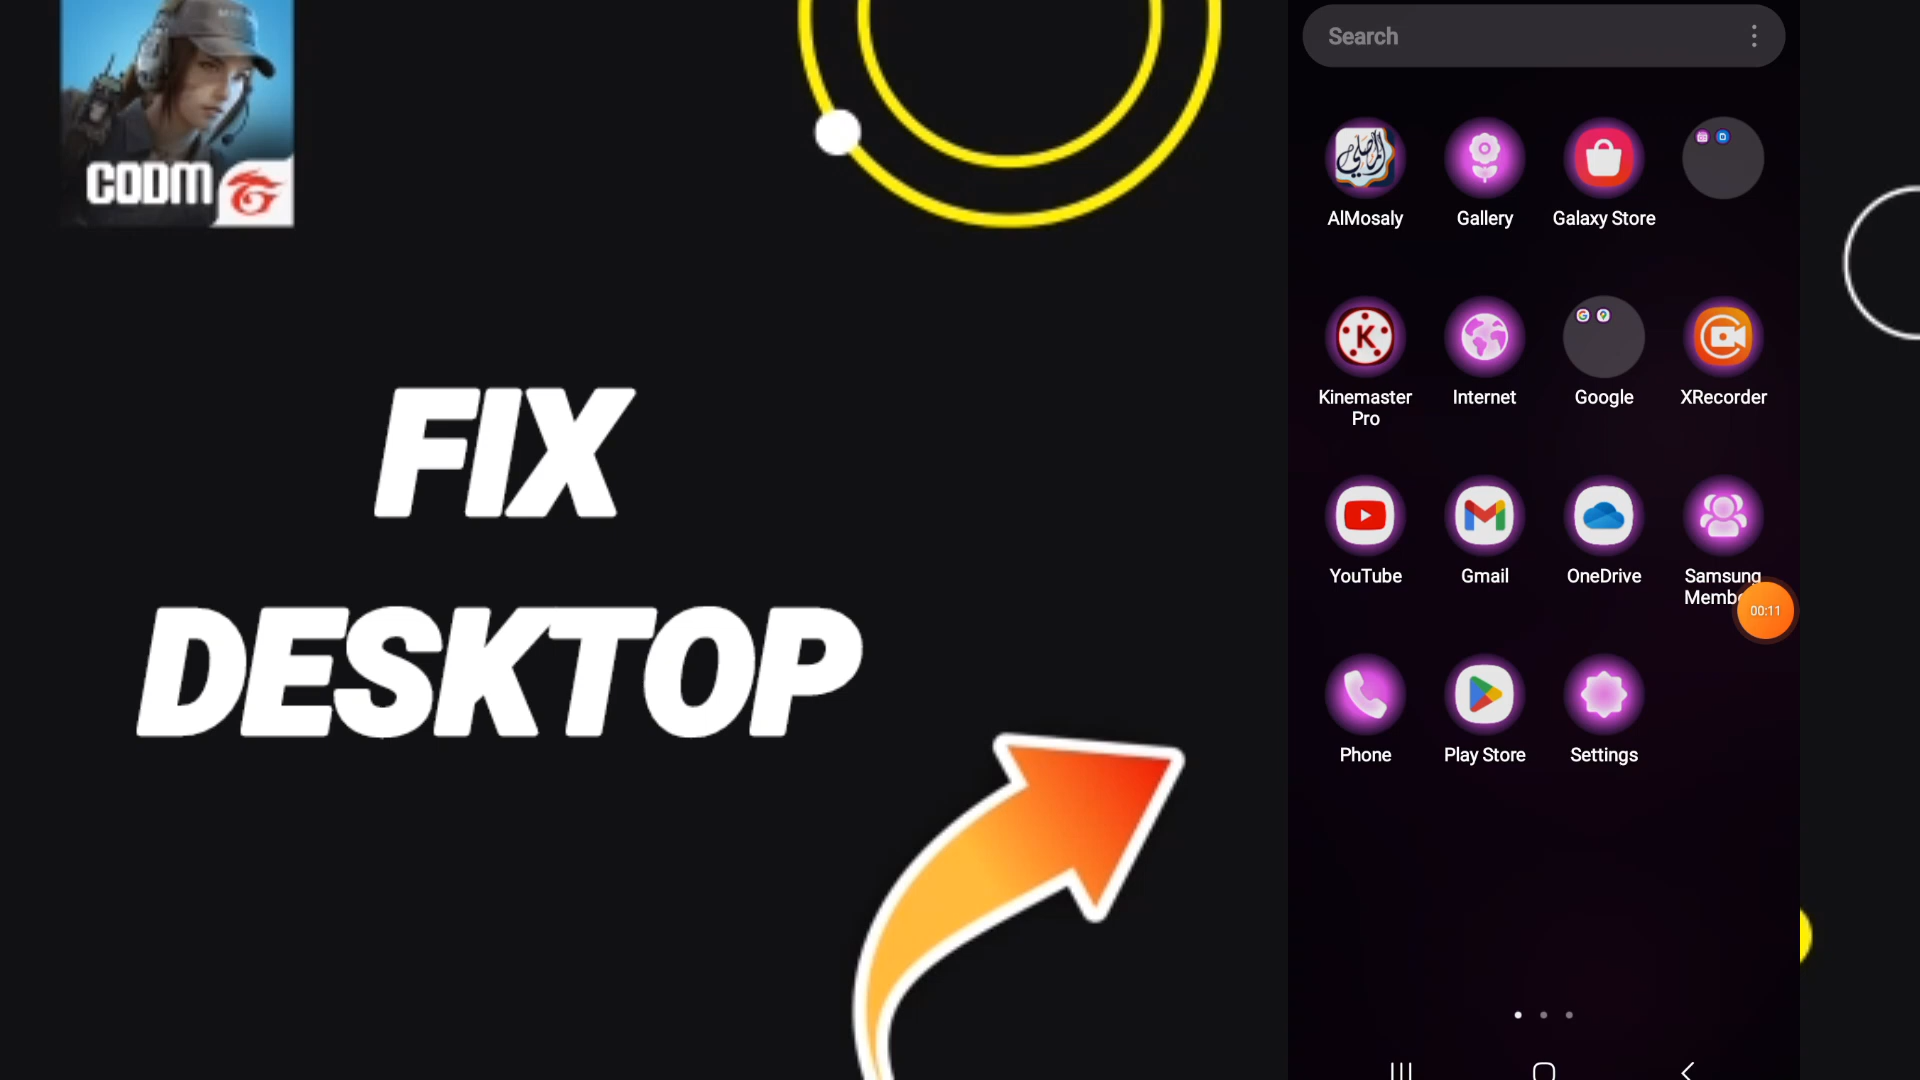 CODM
FIX
DESKTOP
Search
المصلي
AlMosaly
Gallery
Galaxy Store
K
Kinemaster
Pro
Internet
Google
XRecorder
YouTube
Gmail
OneDrive
Samsung
00:11
Phone
Play Store
Settings